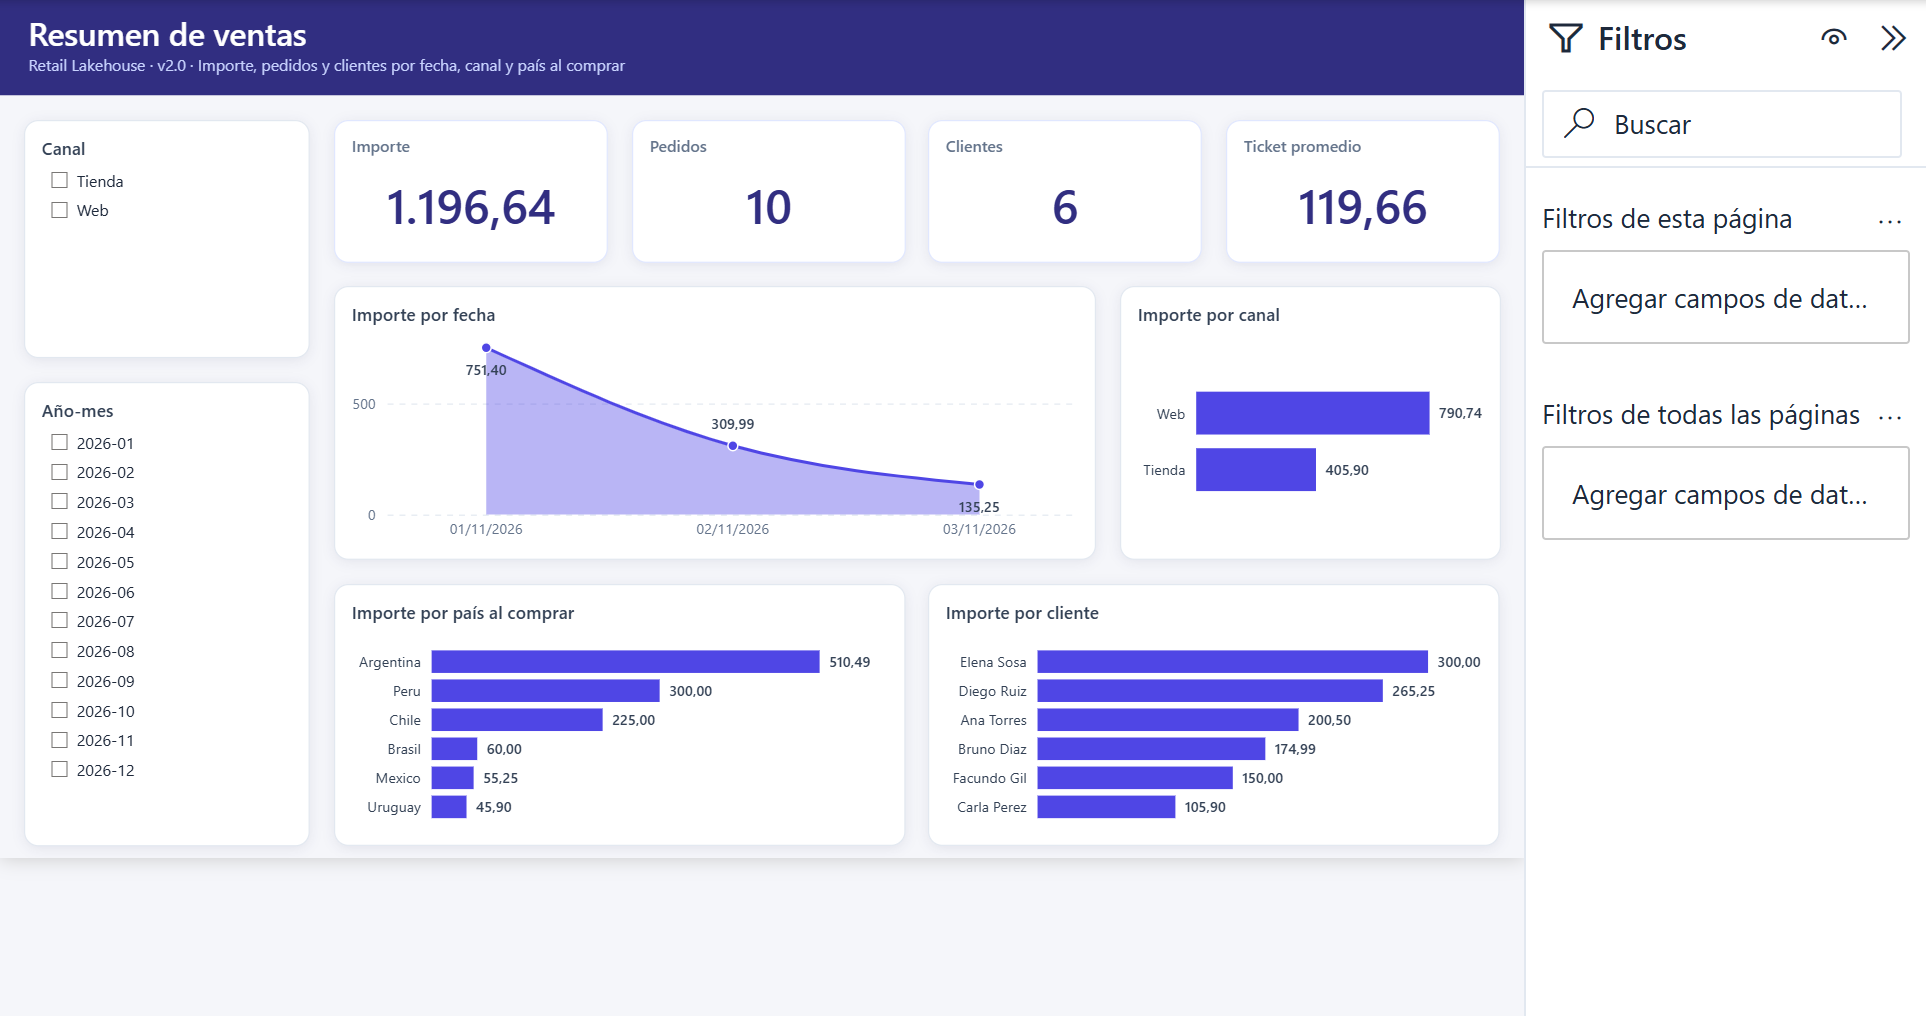 Resumen de ventas
Retail Lakehouse · v2.0 · Importe, pedidos y clientes por fecha, canal y país al comprar
Canal
Tienda
Web
Año-mes
2026-01
2026-02
2026-03
2026-04
2026-05
2026-06
2026-07
2026-08
2026-09
2026-10
2026-11
2026-12
Importe
1.196,64
Pedidos
10
Clientes
6
Ticket promedio
119,66
Importe por fecha
751,40
500
309,99
135,25
0
01/11/2026
02/11/2026
03/11/2026
Importe por canal
Web 790,74
Tienda 405,90
Importe por país al comprar
Argentina 510,49
Peru 300,00
Chile 225,00
Brasil 60,00
Mexico 55,25
Uruguay 45,90
Importe por cliente
Elena Sosa 300,00
Diego Ruiz 265,25
Ana Torres 200,50
Bruno Diaz 174,99
Facundo Gil 150,00
Carla Perez 105,90
Filtros
Buscar
Filtros de esta página ...
Agregar campos de dat...
Filtros de todas las páginas ...
Agregar campos de dat...